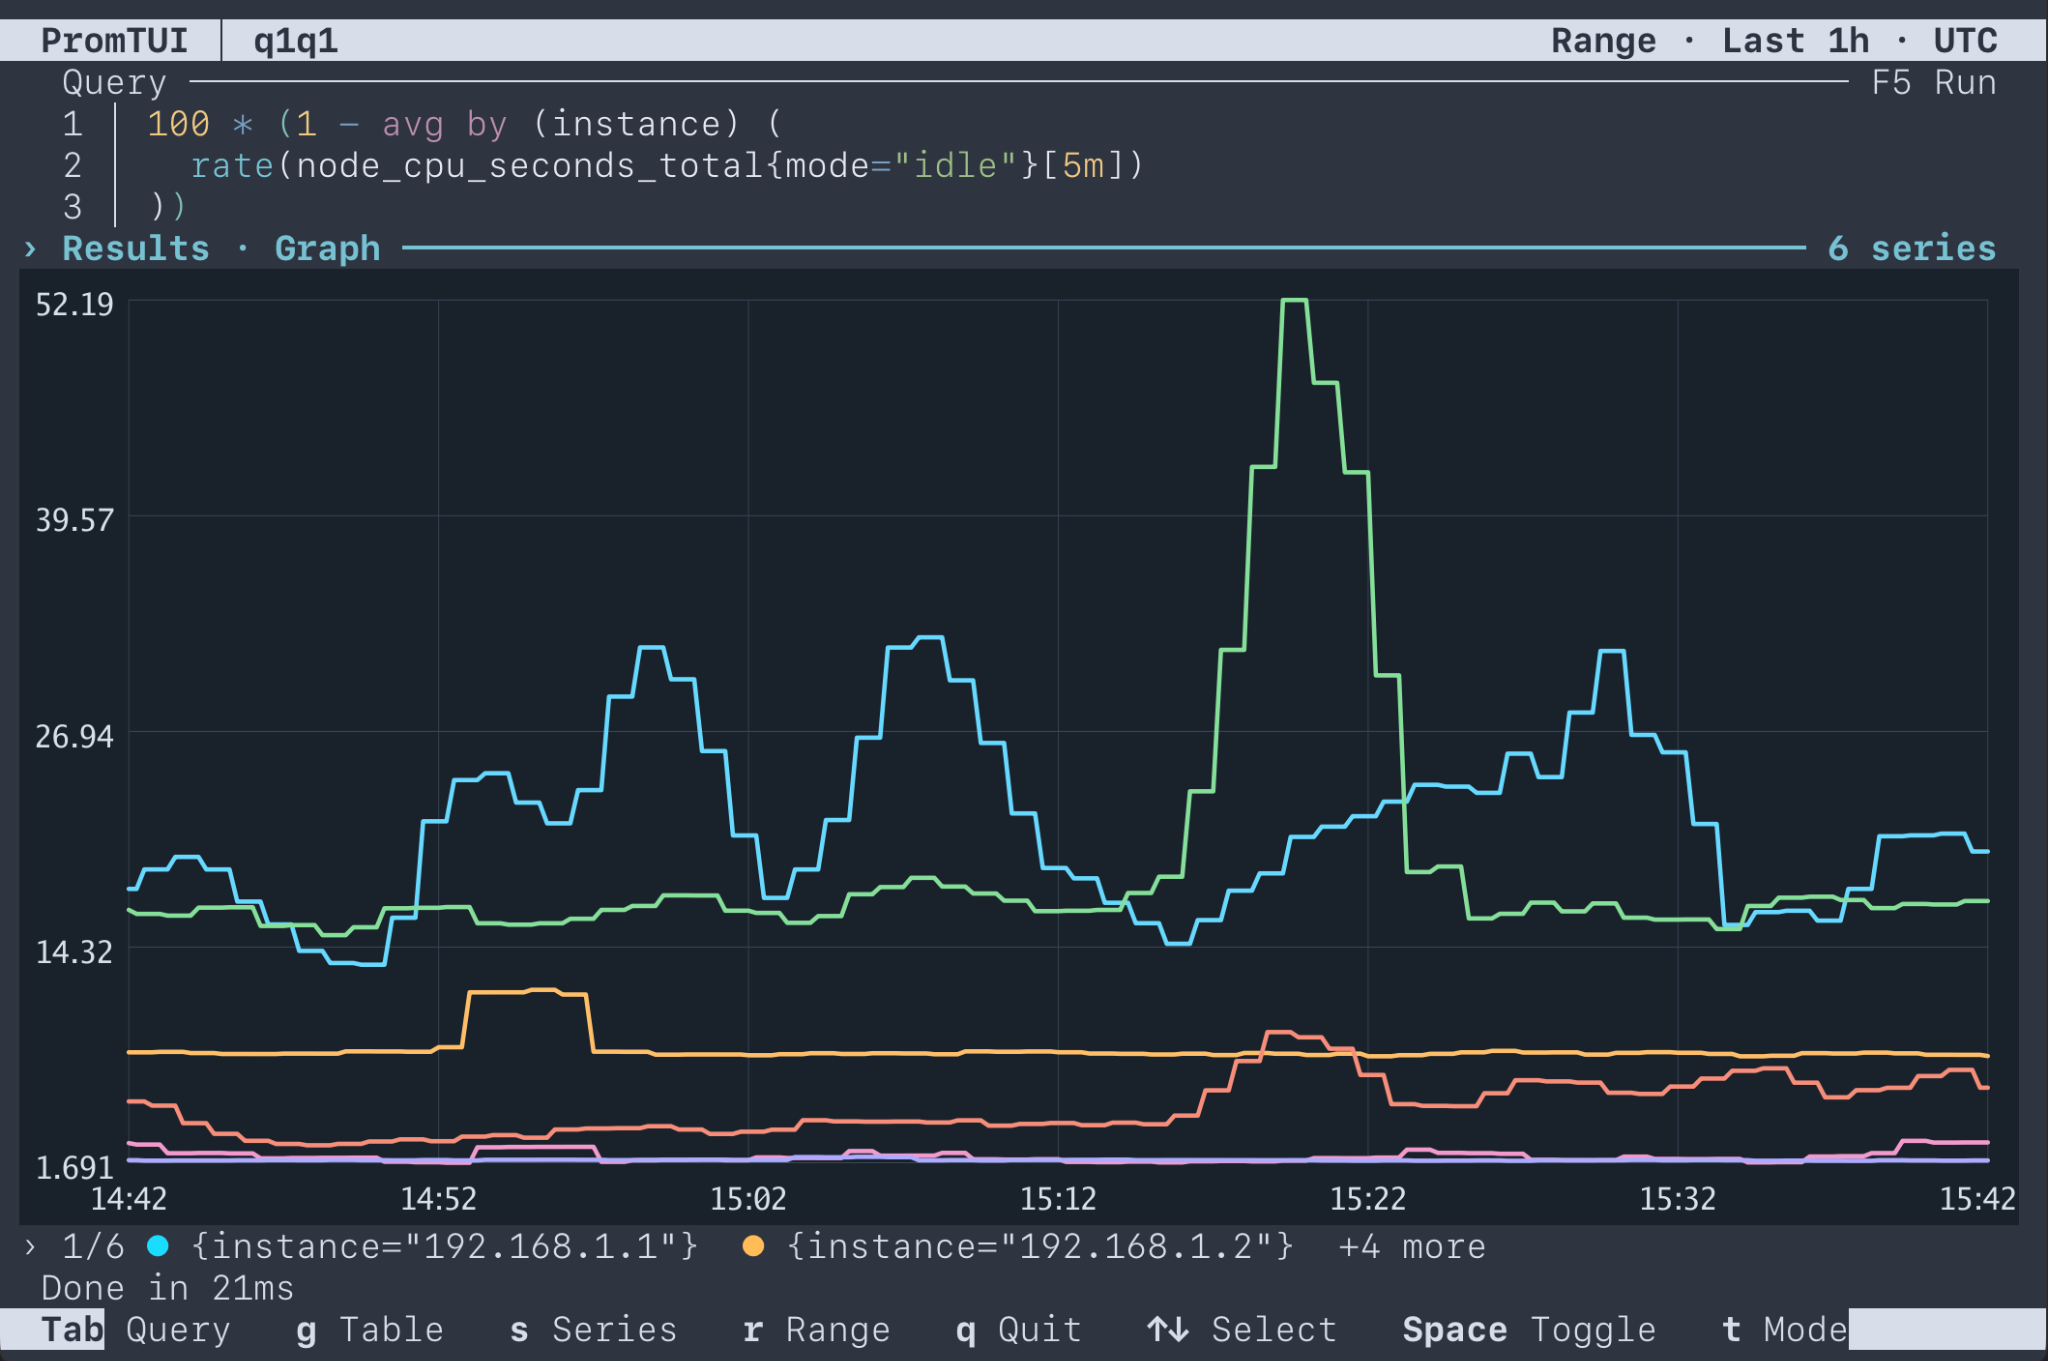 PromTUI │ q1q1 Range · Last 1h · UTC
Query F5 Run
1 100 * (1 - avg by (instance) (
2 rate(node_cpu_seconds_total{mode="idle"}[5m])
3 ))
› Results · Graph 6 series
52.19
39.57
26.94
14.32
1.691
14:42 14:52 15:02 15:12 15:22 15:32 15:42
› 1/6 ● {instance="192.168.1.1"} ● {instance="192.168.1.2"} +4 more
Done in 21ms
Tab Query g Table s Series r Range q Quit ↑↓ Select Space Toggle t Mode